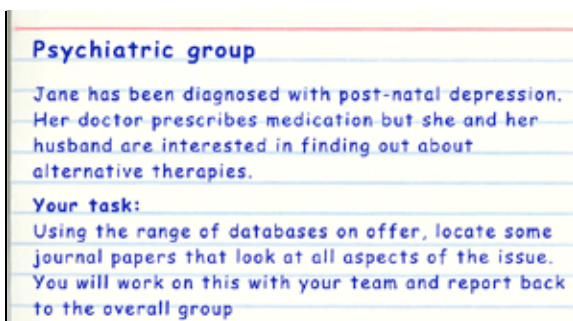 Psychiatric group
Jane has been diagnosed with post-natal depression.
Her doctor prescribes medication but she and her
husband are interested in finding out about
alternative therapies.
Your task:
Using the range of databases on offer, locate some
journal papers that look at all aspects of the issue.
You will work on this with your team and report back
to the overall group